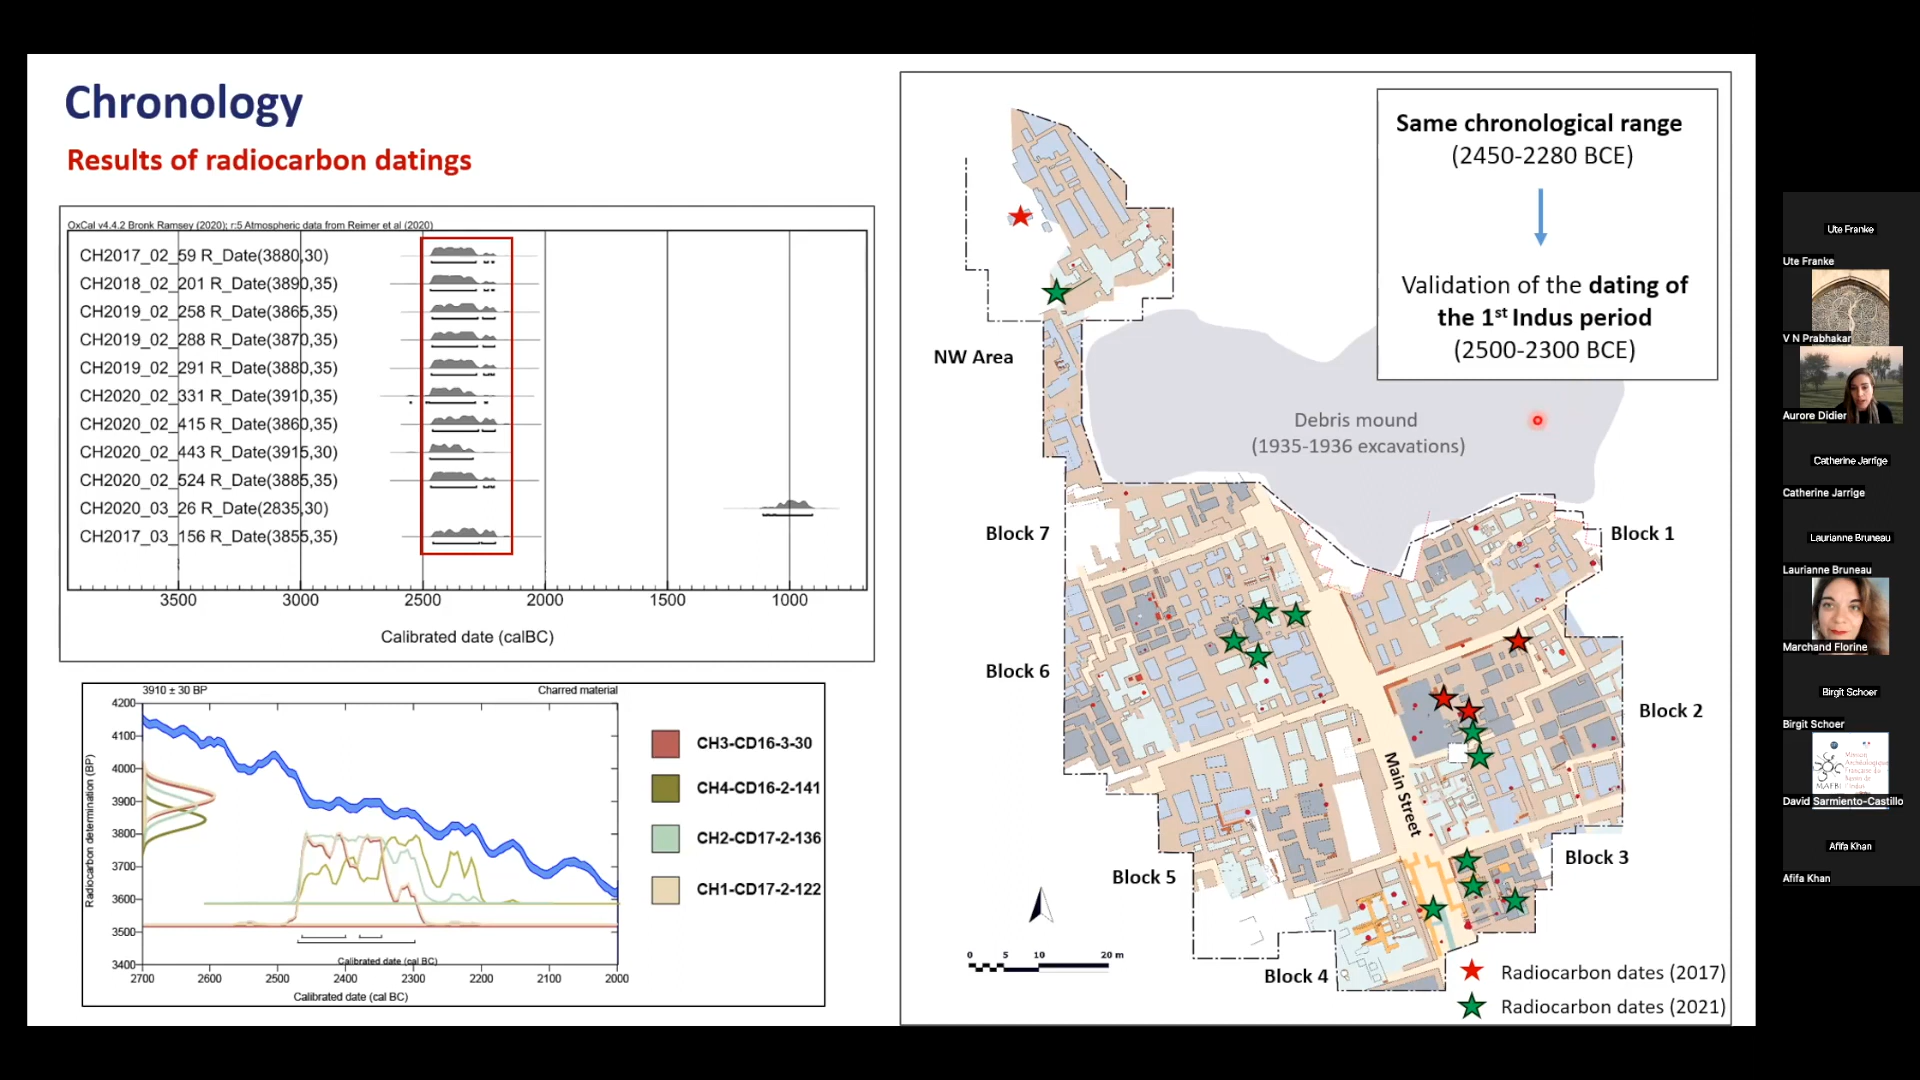 Chronology
Results of radiocarbon datings
OxCal v4.4.2 Bronk Ramsey (2020); r:5 Atmospheric data from Reimer et al (2020)
CH2017_02_59 R_Date(3880,30)
CH2018_02_201 R_Date(3890,35)
CH2019_02_258 R_Date(3865,35)
CH2019_02_288 R_Date(3870,35)
CH2019_02_291 R_Date(3880,35)
CH2020_02_331 R_Date(3910,35)
CH2020_02_415 R_Date(3860,35)
CH2020_02_443 R_Date(3915,30)
CH2020_02_524 R_Date(3885,35)
CH2020_03_26 R_Date(2835,30)
CH2017_03_156 R_Date(3855,35)
3500 3000 2500 2000 1500 1000
Calibrated date (calBC)
3910 ± 30 BP
Charred material
Radiocarbon determination (BP)
4200
4100
4000
3900
3800
3700
3600
3500
3400
Calibrated date (cal BC)
2700 2600 2500 2400 2300 2200 2100 2000
Calibrated date (cal BC)
CH3-CD16-3-30
CH4-CD16-2-141
CH2-CD17-2-136
CH1-CD17-2-122
Same chronological range
(2450-2280 BCE)
Validation of the dating of
the 1st Indus period
(2500-2300 BCE)
NW Area
Debris mound
(1935-1936 excavations)
Block 7
Block 1
Block 6
Block 2
Main Street
Block 3
Block 5
Block 4
0 5 10 20 m
Radiocarbon dates (2017)
Radiocarbon dates (2021)
Ute Franke
Ute Franke
V N Prabhakar
Aurore Didier
Catherine Jarrige
Catherine Jarrige
Laurianne Bruneau
Laurianne Bruneau
Marchand Florine
Birgit Schoer
Birgit Schoer
Mission
Archéologique
Française du
MAFBI
David Sarmiento-Castillo
Afifa Khan
Afifa Khan